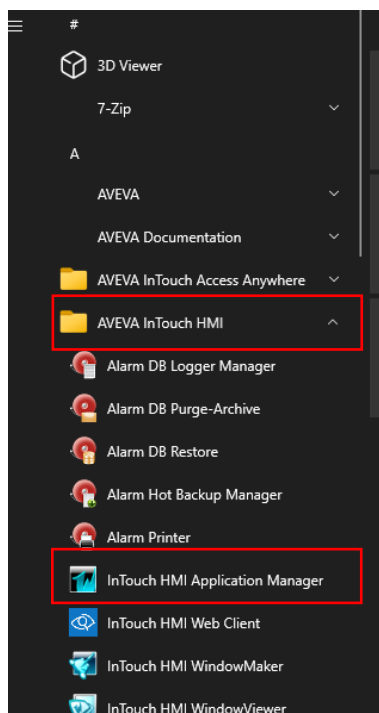 #
3D Viewer
7-Zip
A
AVEVA
AVEVA Documentation
AVEVA InTouch Access Anywhere
AVEVA InTouch HMI
Alarm DB Logger Manager
Alarm DB Purge-Archive
Alarm DB Restore
Alarm Hot Backup Manager
Alarm Printer
InTouch HMI Application Manager
InTouch HMI Web Client
InTouch HMI WindowMaker
InTouch HMI WindowViewer